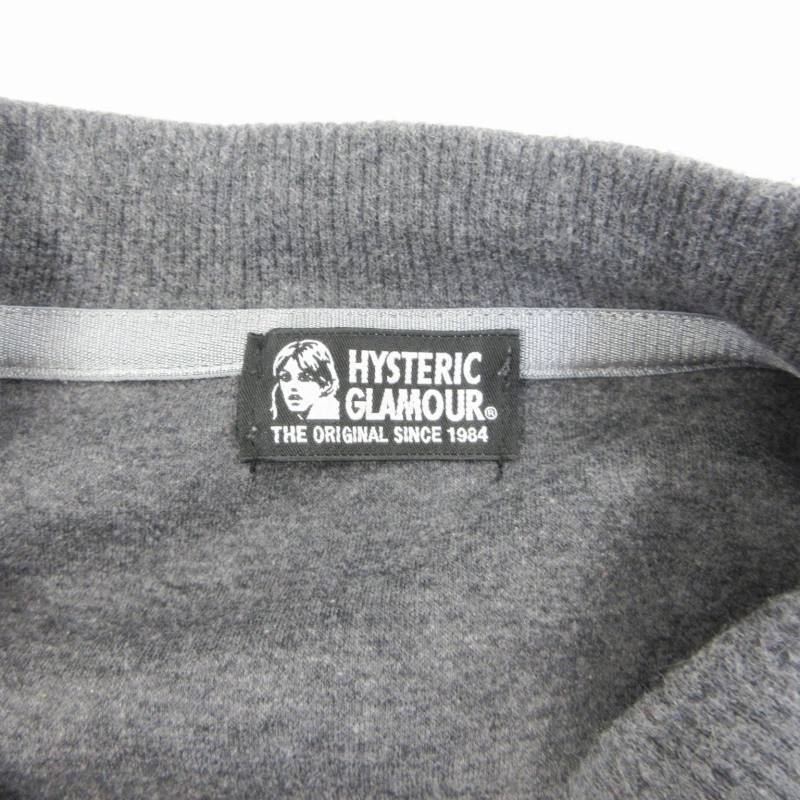 HYSTERIC
GLAMOUR®
THE ORIGINAL SINCE 1984